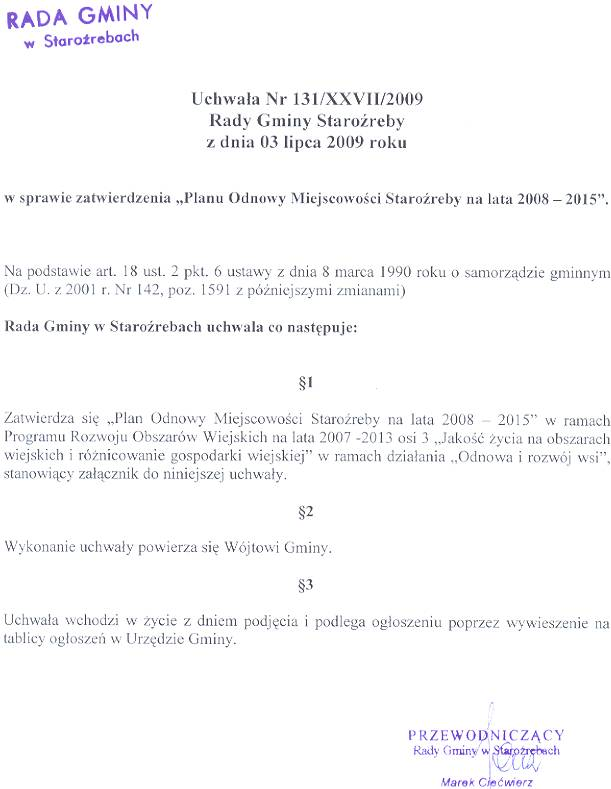 RADA GMINY
w Staroźrebach
Uchwała Nr 131/XXVII/2009
Rady Gminy Staroźreby
z dnia 03 lipca 2009 roku
w sprawie zatwierdzenia „Planu Odnowy Miejscowości Staroźreby na lata 2008 – 2015”.
Na podstawie art. 18 ust. 2 pkt. 6 ustawy z dnia 8 marca 1990 roku o samorządzie gminnym
(Dz. U. z 2001 r. Nr 142, poz. 1591 z późniejszymi zmianami)
Rada Gminy w Staroźrebach uchwala co następuje:
§1
Zatwierdza się „Plan Odnowy Miejscowości Staroźreby na lata 2008 – 2015” w ramach
Programu Rozwoju Obszarów Wiejskich na lata 2007 -2013 osi 3 „Jakość życia na obszarach
wiejskich i różnicowanie gospodarki wiejskiej” w ramach działania „Odnowa i rozwój wsi”,
stanowiący załącznik do niniejszej uchwały.
§2
Wykonanie uchwały powierza się Wójtowi Gminy.
§3
Uchwała wchodzi w życie z dniem podjęcia i podlega ogłoszeniu poprzez wywieszenie na
tablicy ogłoszeń w Urzędzie Gminy.
PRZEWODNICZĄCY
Rady Gminy w Staroźrebach
Marek Ciećwierz